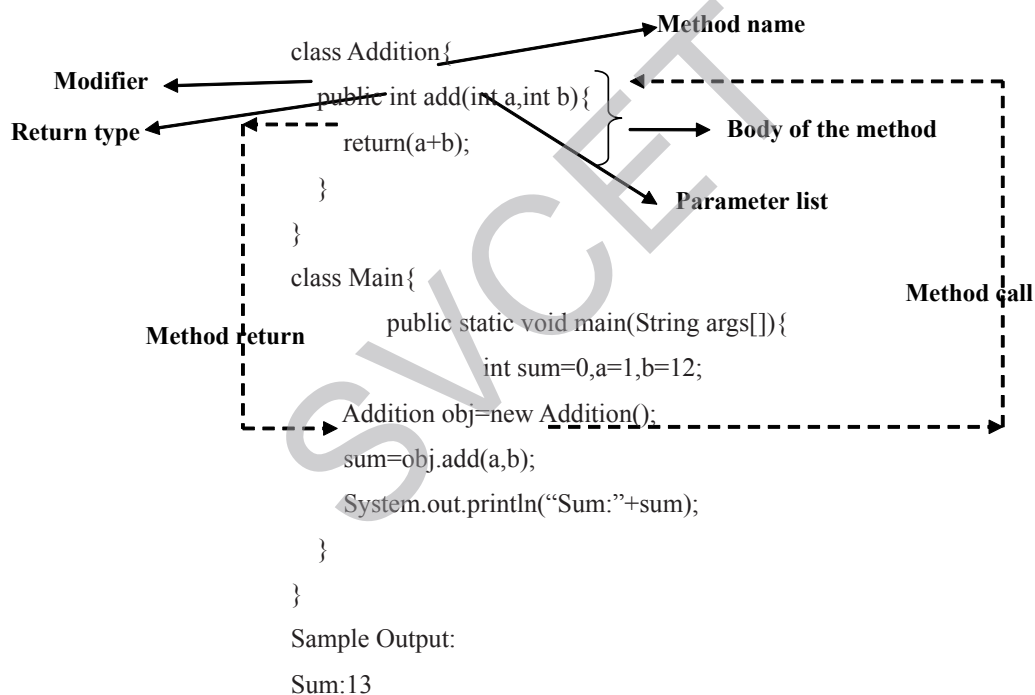 Method name
class Addition{
Modifier
public int add(int a,int b){
Return type
Body of the method
return(a+b);
}
Parameter list
}
class Main{
Method call
public static void main(String args[]){
Method return
int sum=0,a=1,b=12;
Addition obj=new Addition();
sum=obj.add(a,b);
System.out.println(“Sum:”+sum);
}
}
Sample Output:
Sum:13
SVCET